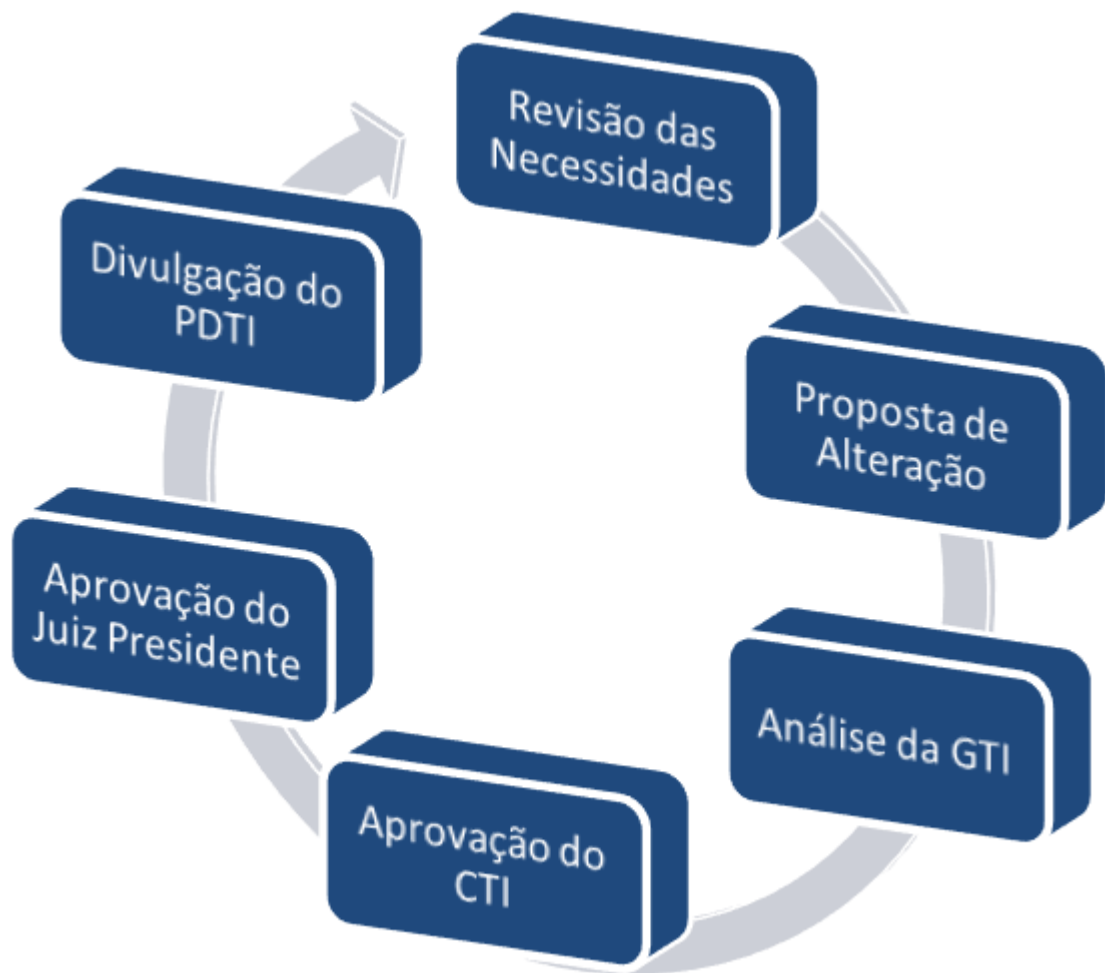 Revisão das
Necessidades
Proposta de
Alteração
Análise da GTI
Aprovação do
CTI
Aprovação do
Juiz Presidente
Divulgação do
PDTI